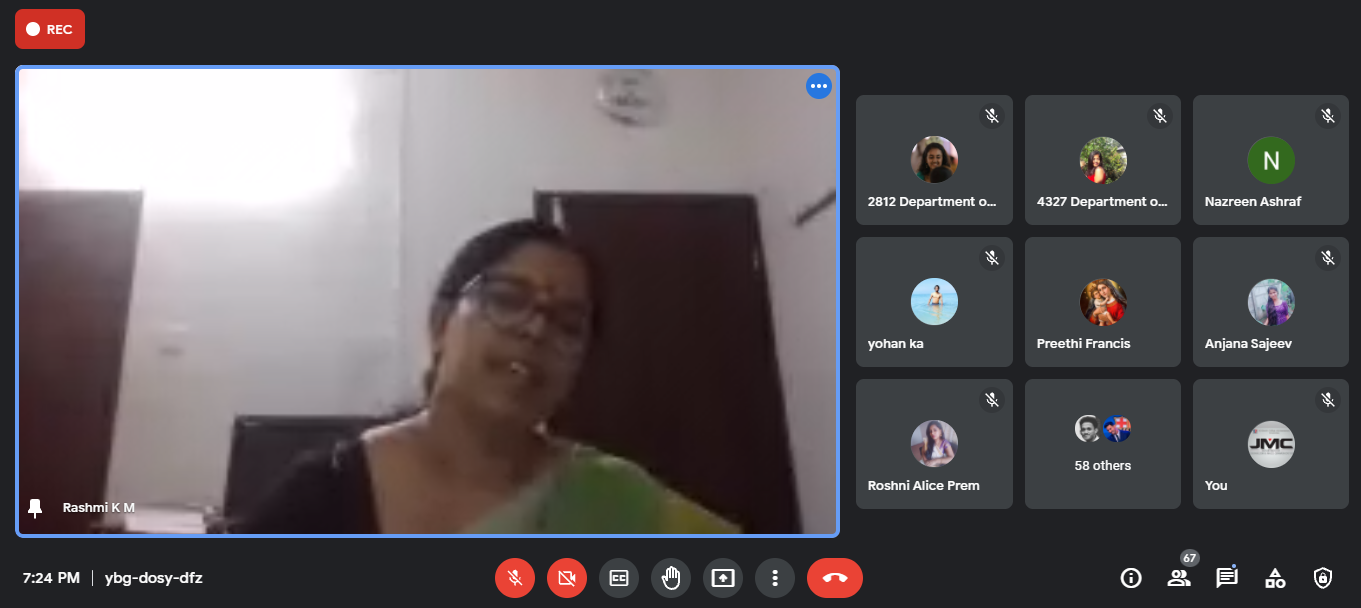 REC
2812 Department o...
4327 Department o...
N
Nazreen Ashraf
yohan ka
Preethi Francis
Anjana Sajeev
Roshni Alice Prem
58 others
JMC
You
Rashmi K M
7:24 PM | ybg-dosy-dfz
CC
67